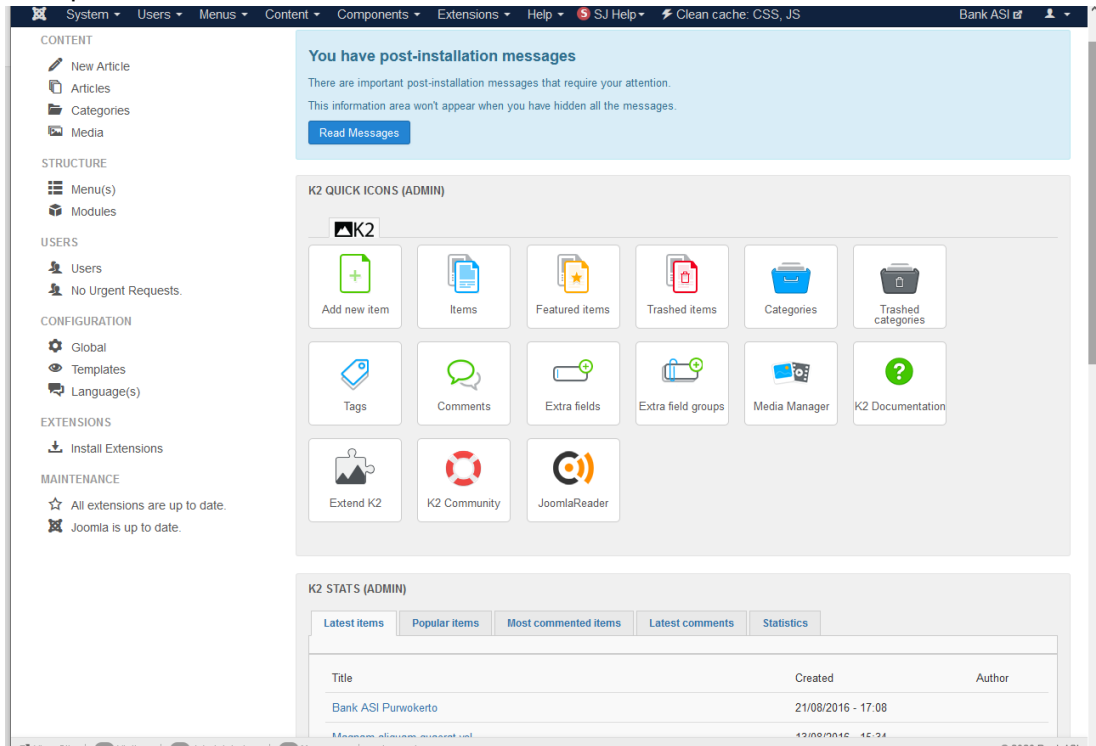 System Users Menus Content Components Extensions Help S SJ Help Clean cache: CSS, JS Bank ASI
CONTENT
New Article
Articles
Categories
Media
STRUCTURE
Menu(s)
Modules
USERS
Users
No Urgent Requests.
CONFIGURATION
Global
Templates
Language(s)
EXTENSIONS
Install Extensions
MAINTENANCE
All extensions are up to date.
Joomla is up to date.
You have post-installation messages
There are important post-installation messages that require your attention.
This information area won't appear when you have hidden all the messages.
Read Messages
K2 QUICK ICONS (ADMIN)
K2
Add new item Items Featured items Trashed items Categories Trashed
categories
Tags Comments Extra fields Extra field groups Media Manager K2 Documentation
Extend K2 K2 Community JoomlaReader
K2 STATS (ADMIN)
Latest items Popular items Most commented items Latest comments Statistics
Title Created Author
Bank ASI Purwokerto 21/08/2016 - 17:08
13/08/2016 - 15:34